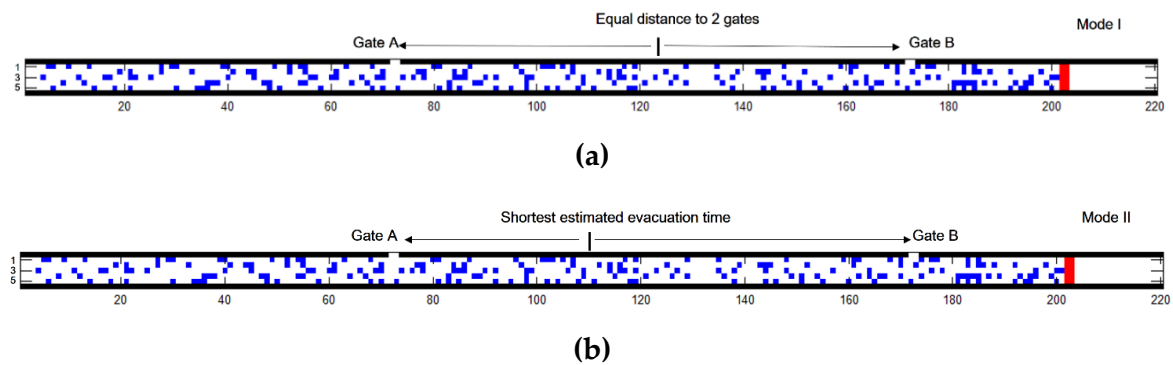 Equal distance to 2 gates
Mode I
Gate A
Gate B
1
3
5
20 40 60 80 100 120 140 160 180 200 220
(a)
Shortest estimated evacuation time
Mode II
Gate A
Gate B
1
3
5
20 40 60 80 100 120 140 160 180 200 220
(b)